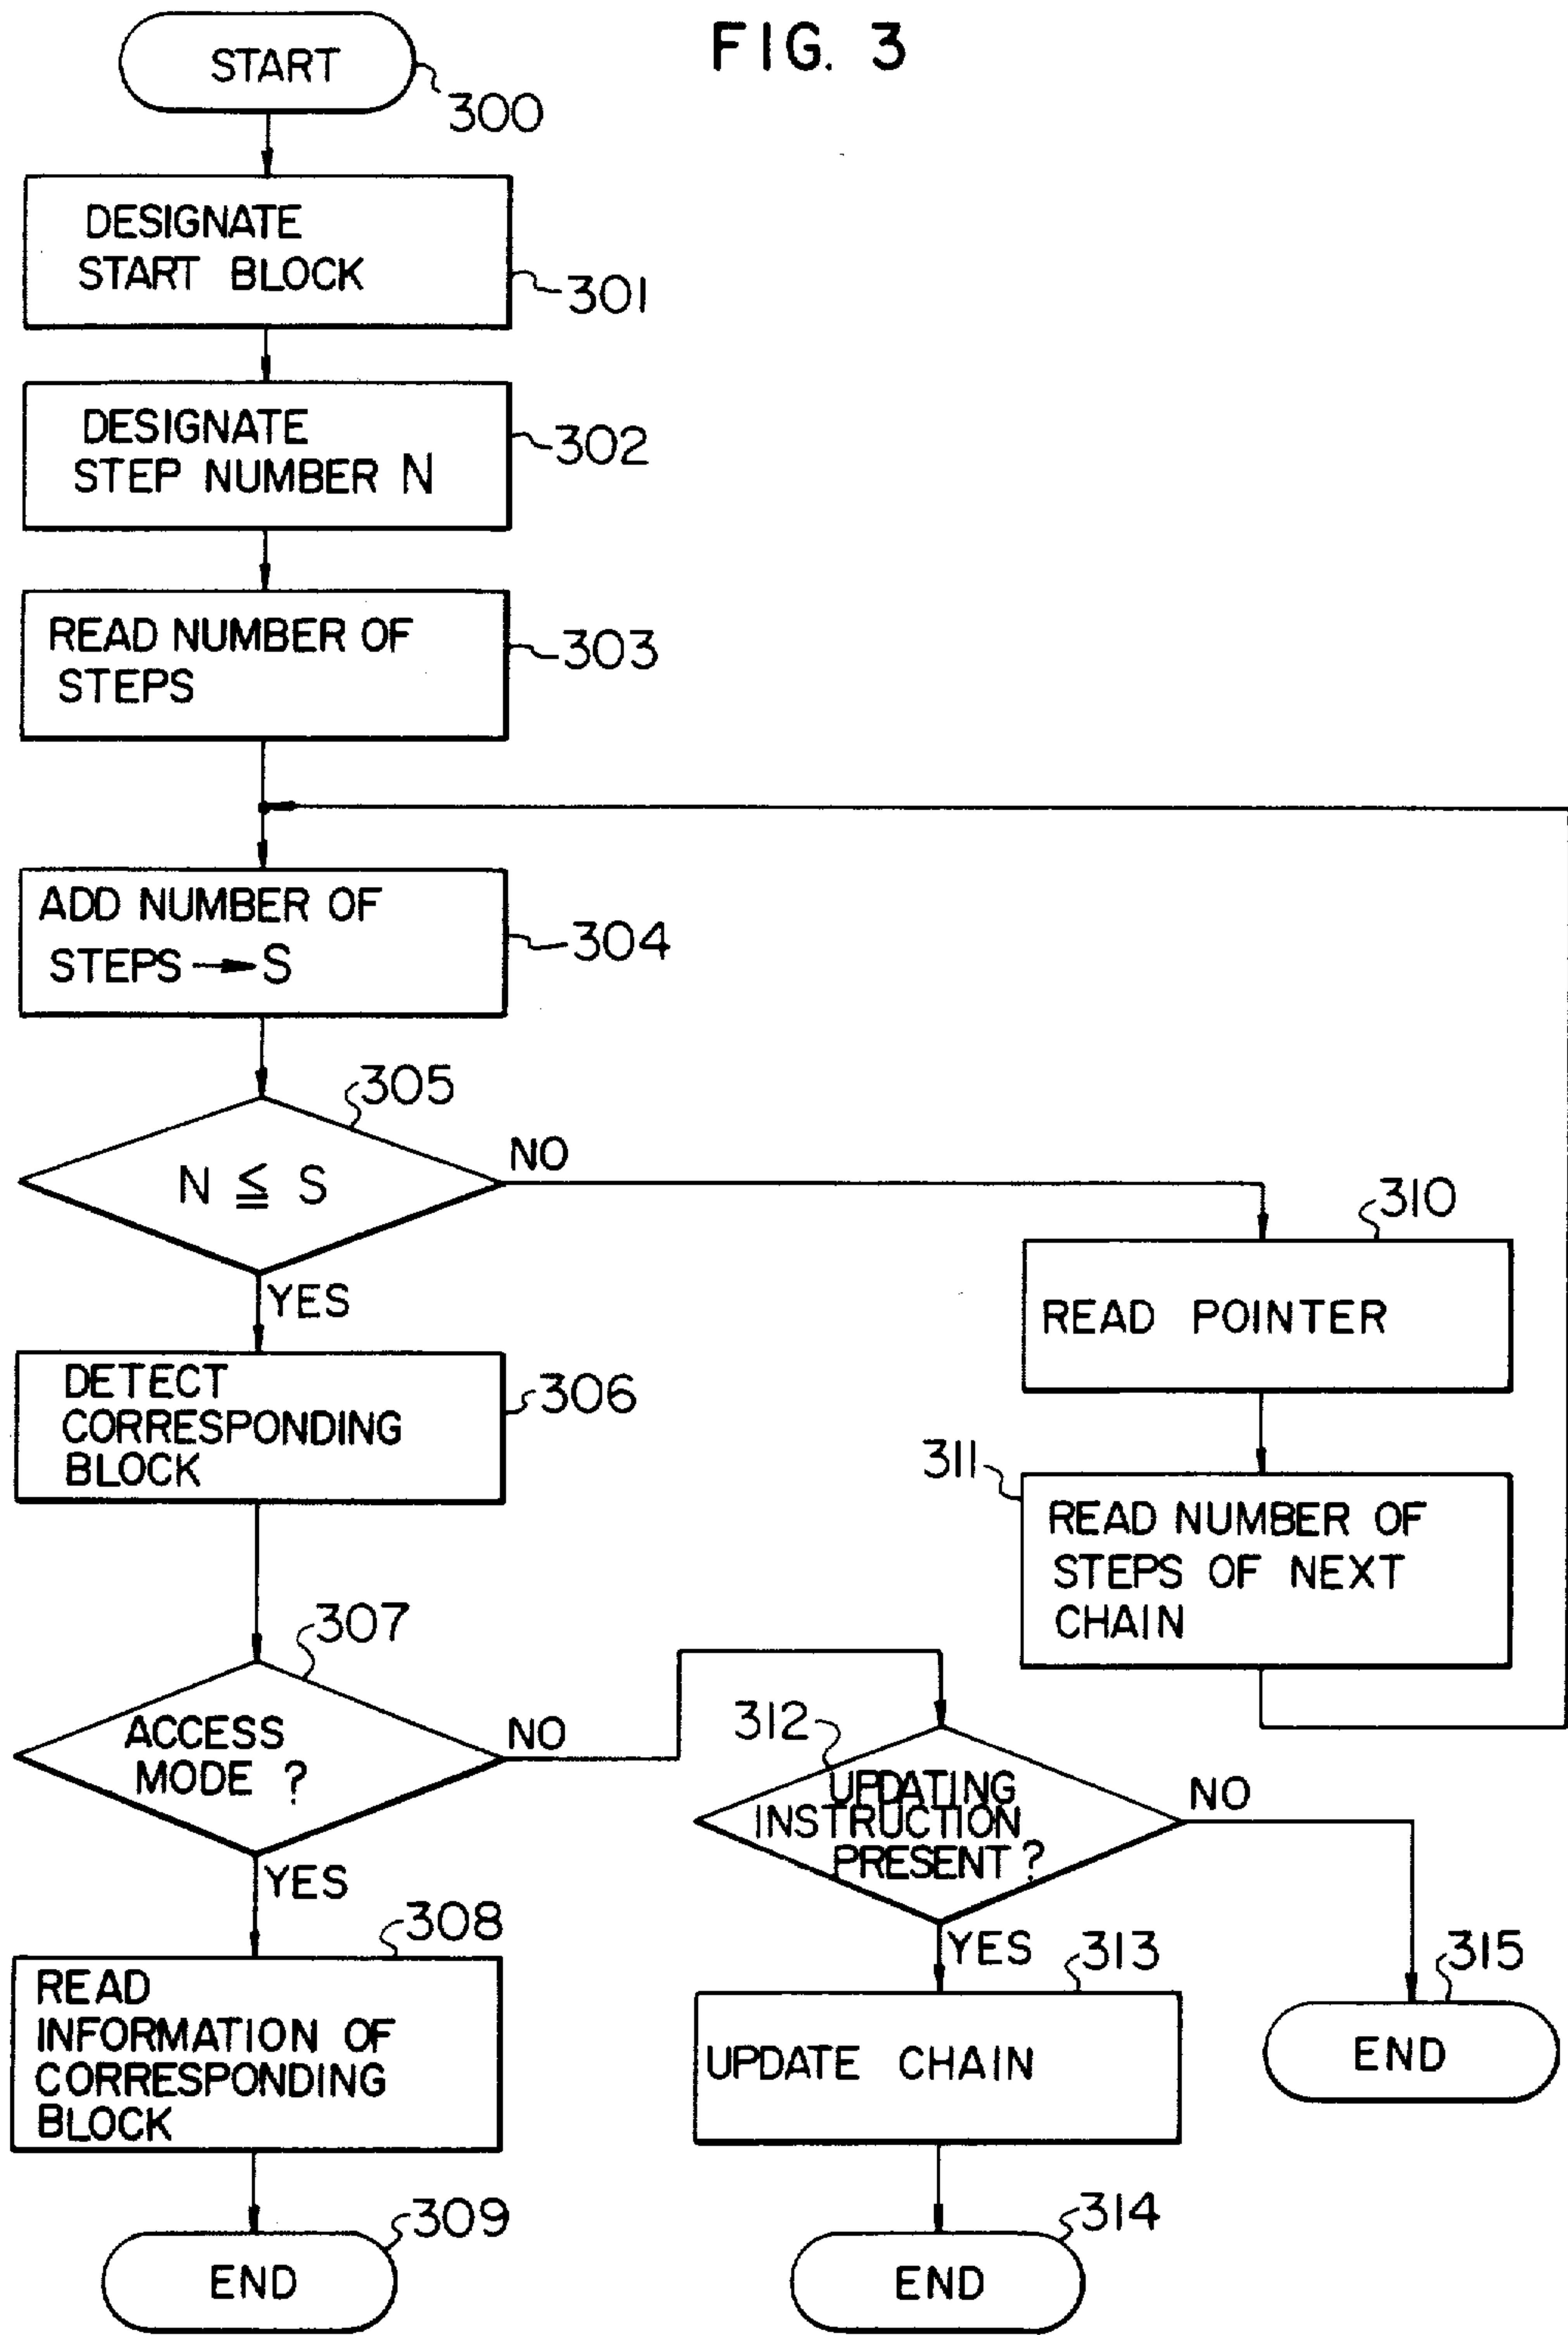 FIG. 3
START
300
DESIGNATE
START BLOCK
301
DESIGNATE
STEP NUMBER N
302
READ NUMBER OF
STEPS
303
ADD NUMBER OF
STEPS → S
304
305
N ≦ S
NO
YES
310
READ POINTER
DETECT
CORRESPONDING
BLOCK
306
311
READ NUMBER OF
STEPS OF NEXT
CHAIN
307
ACCESS
MODE ?
NO
YES
312
UPDATING
INSTRUCTION
PRESENT ?
NO
YES
308
READ
INFORMATION OF
CORRESPONDING
BLOCK
313
UPDATE CHAIN
315
END
309
END
314
END